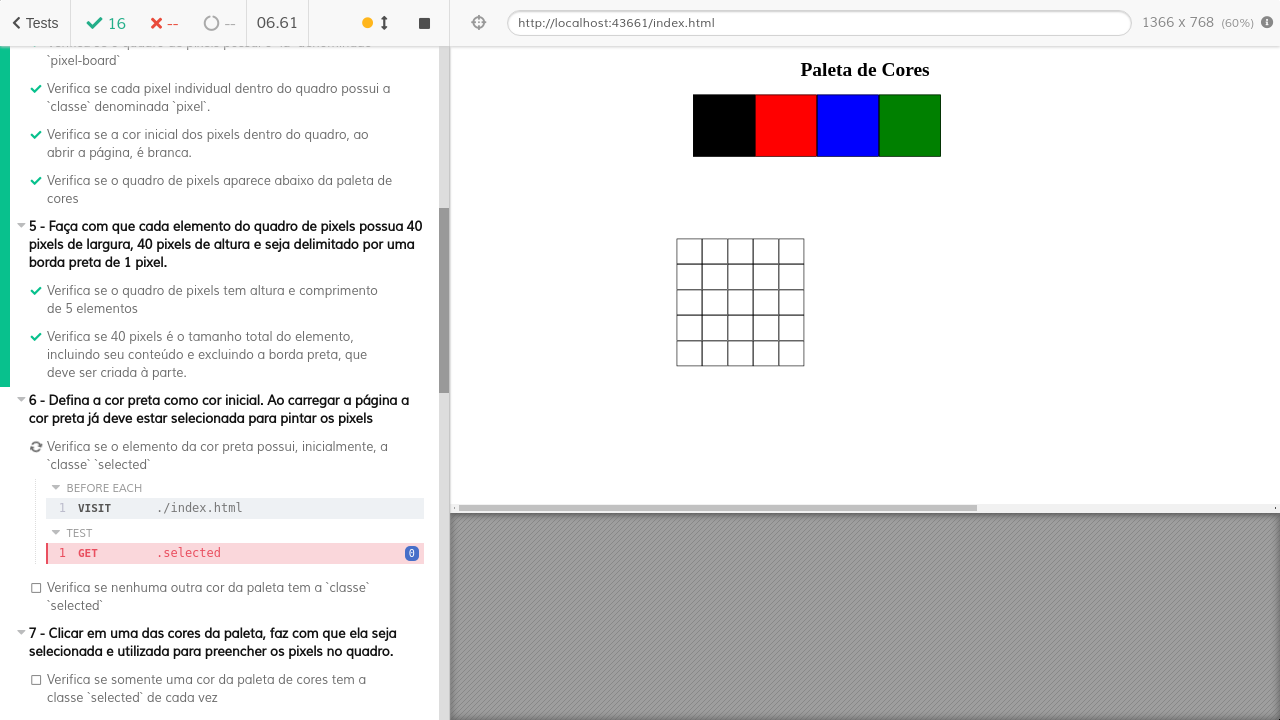 Tests
16
--
--
06.61
http://localhost:43661/index.html
1366 x 768 (60%)
`pixel-board`
Verifica se cada pixel individual dentro do quadro possui a
`classe` denominada `pixel`.
Verifica se a cor inicial dos pixels dentro do quadro, ao
abrir a página, é branca.
Verifica se o quadro de pixels aparece abaixo da paleta de
cores
5 - Faça com que cada elemento do quadro de pixels possua 40
pixels de largura, 40 pixels de altura e seja delimitado por uma
borda preta de 1 pixel.
Verifica se o quadro de pixels tem altura e comprimento
de 5 elementos
Verifica se 40 pixels é o tamanho total do elemento,
incluindo seu conteúdo e excluindo a borda preta, que
deve ser criada à parte.
6 - Defina a cor preta como cor inicial. Ao carregar a página a
cor preta já deve estar selecionada para pintar os pixels
Verifica se o elemento da cor preta possui, inicialmente, a
`classe` `selected`
BEFORE EACH
1 VISIT ./index.html
TEST
1 GET .selected 0
Verifica se nenhuma outra cor da paleta tem a `classe`
`selected`
7 - Clicar em uma das cores da paleta, faz com que ela seja
selecionada e utilizada para preencher os pixels no quadro.
Verifica se somente uma cor da paleta de cores tem a
classe `selected` de cada vez
Paleta de Cores